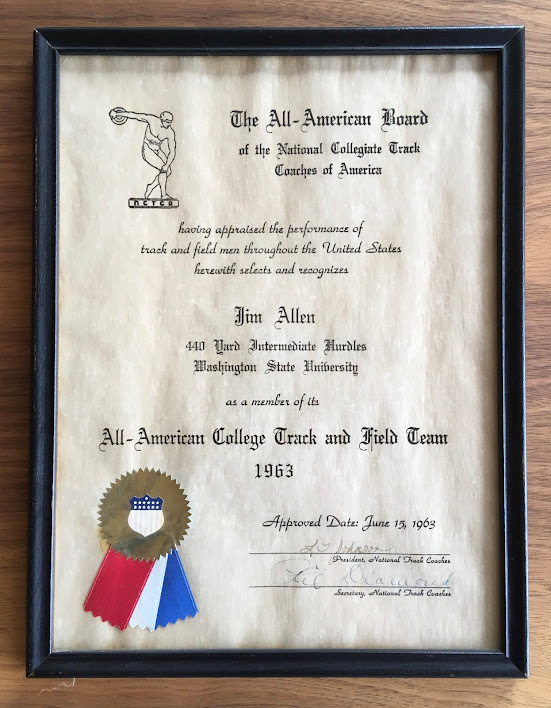 The All-American Board
of the National Collegiate Track
Coaches of America
NCTCA
having appraised the performance of
track and field men throughout the United States
herewith selects and recognizes
Jim Allen
440 Yard Intermediate Hurdles
Washington State University
as a member of its
All-American College Track and Field Team
1963
Approved Date: June 15, 1963
Johnson
President, National Track Coaches
Phil Diamond
Secretary, National Track Coaches